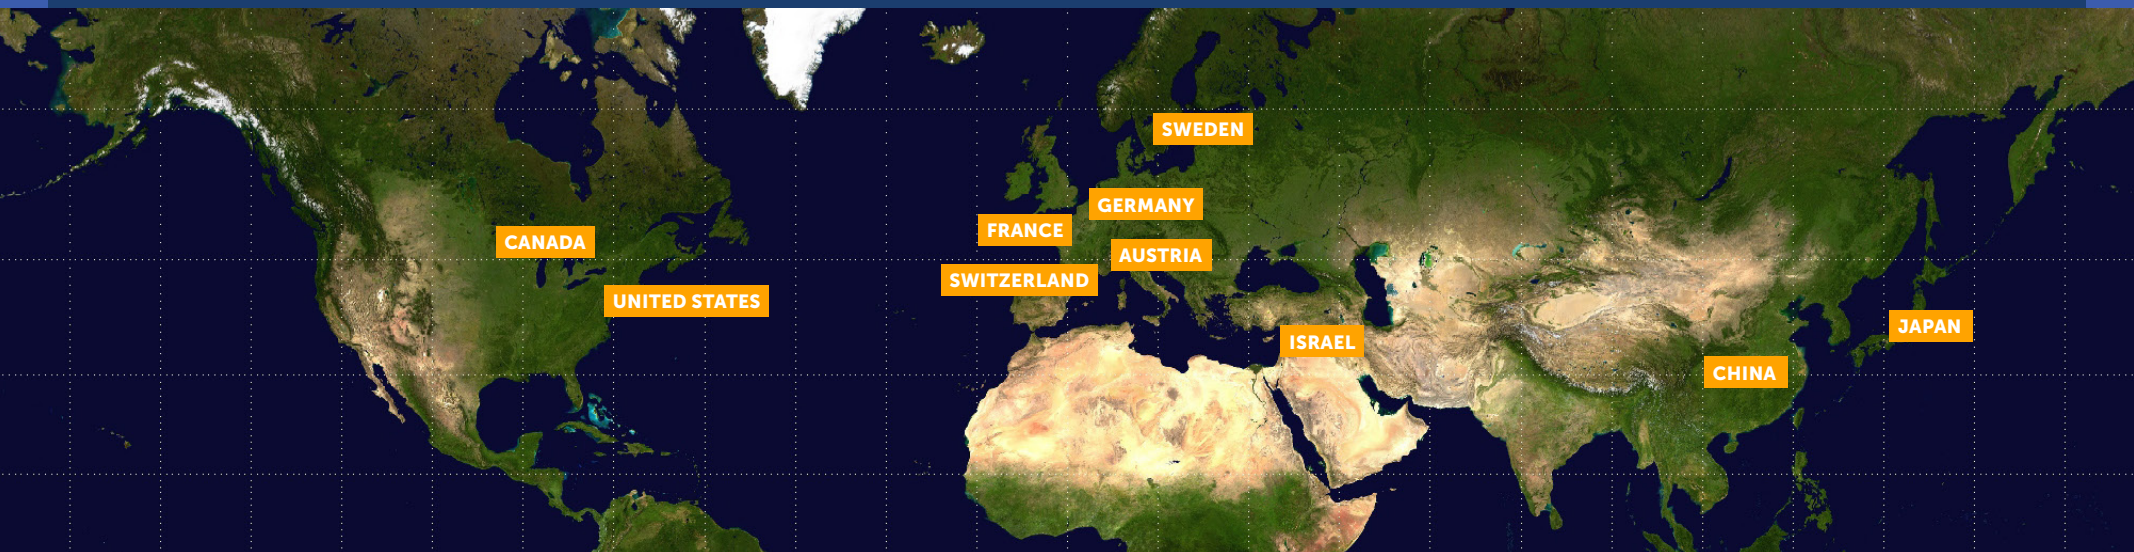 SWEDEN
GERMANY
FRANCE
CANADA
AUSTRIA
SWITZERLAND
UNITED STATES
JAPAN
ISRAEL
CHINA